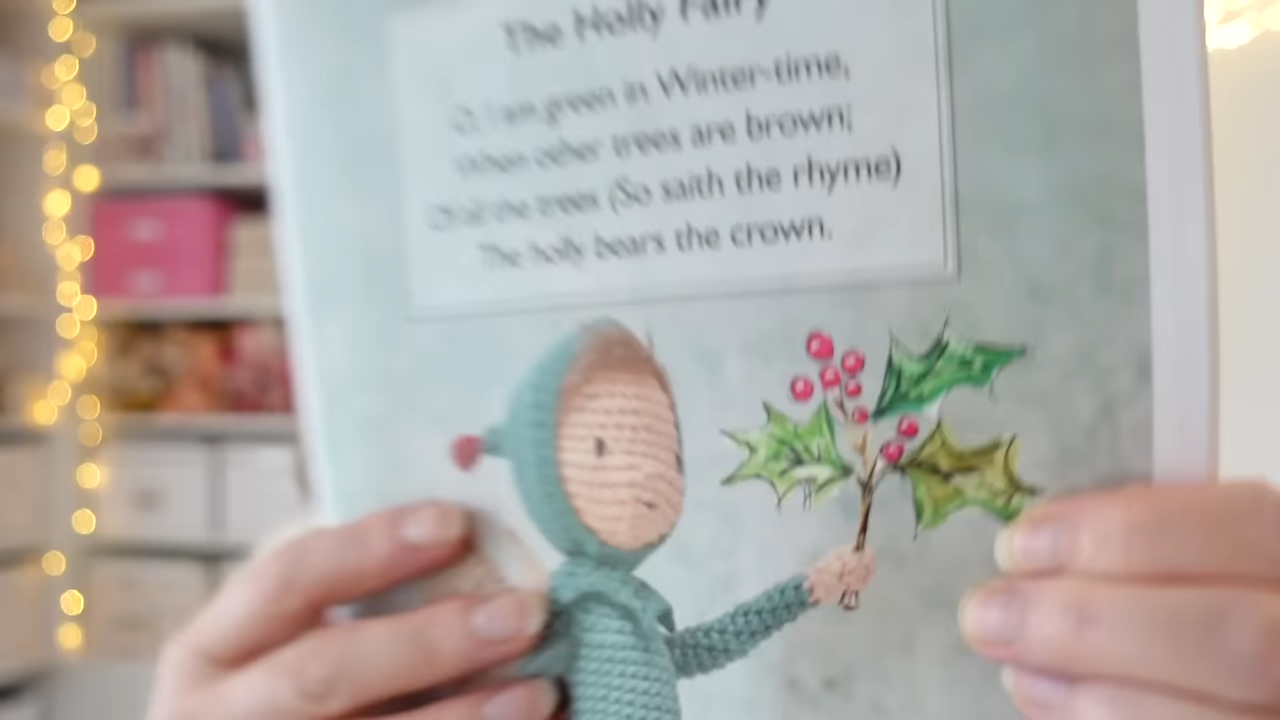 The Holly Fairy
O, I am green in Winter-time,
When other trees are brown;
Of all the trees (So saith the rhyme)
The holly bears the crown.